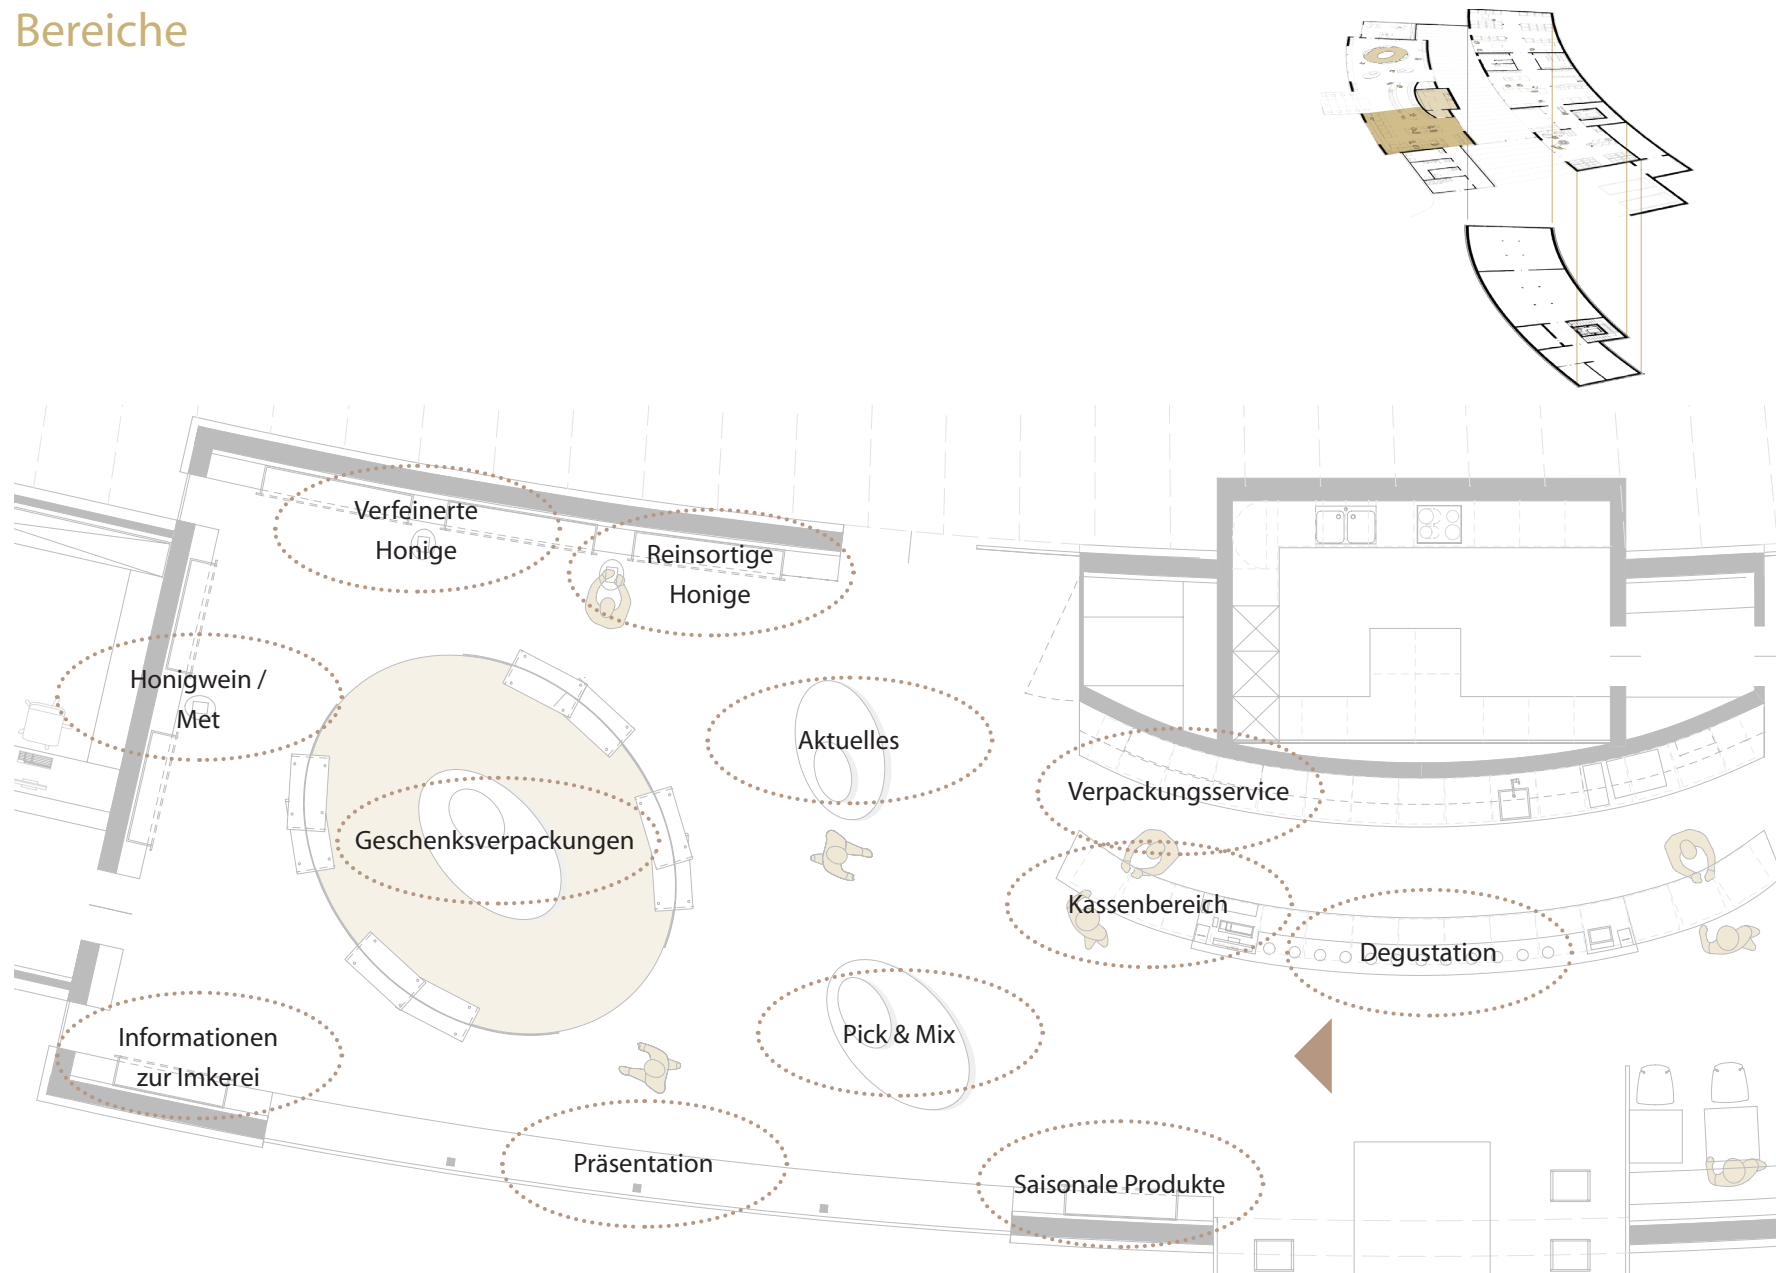 Bereiche
Verfeinerte
Honige
Reinsortige
Honige
Honigwein /
Met
Aktuelles
Verpackungsservice
Geschenksverpackungen
Kassenbereich
Degustation
Informationen
zur Imkerei
Pick & Mix
Präsentation
Saisonale Produkte